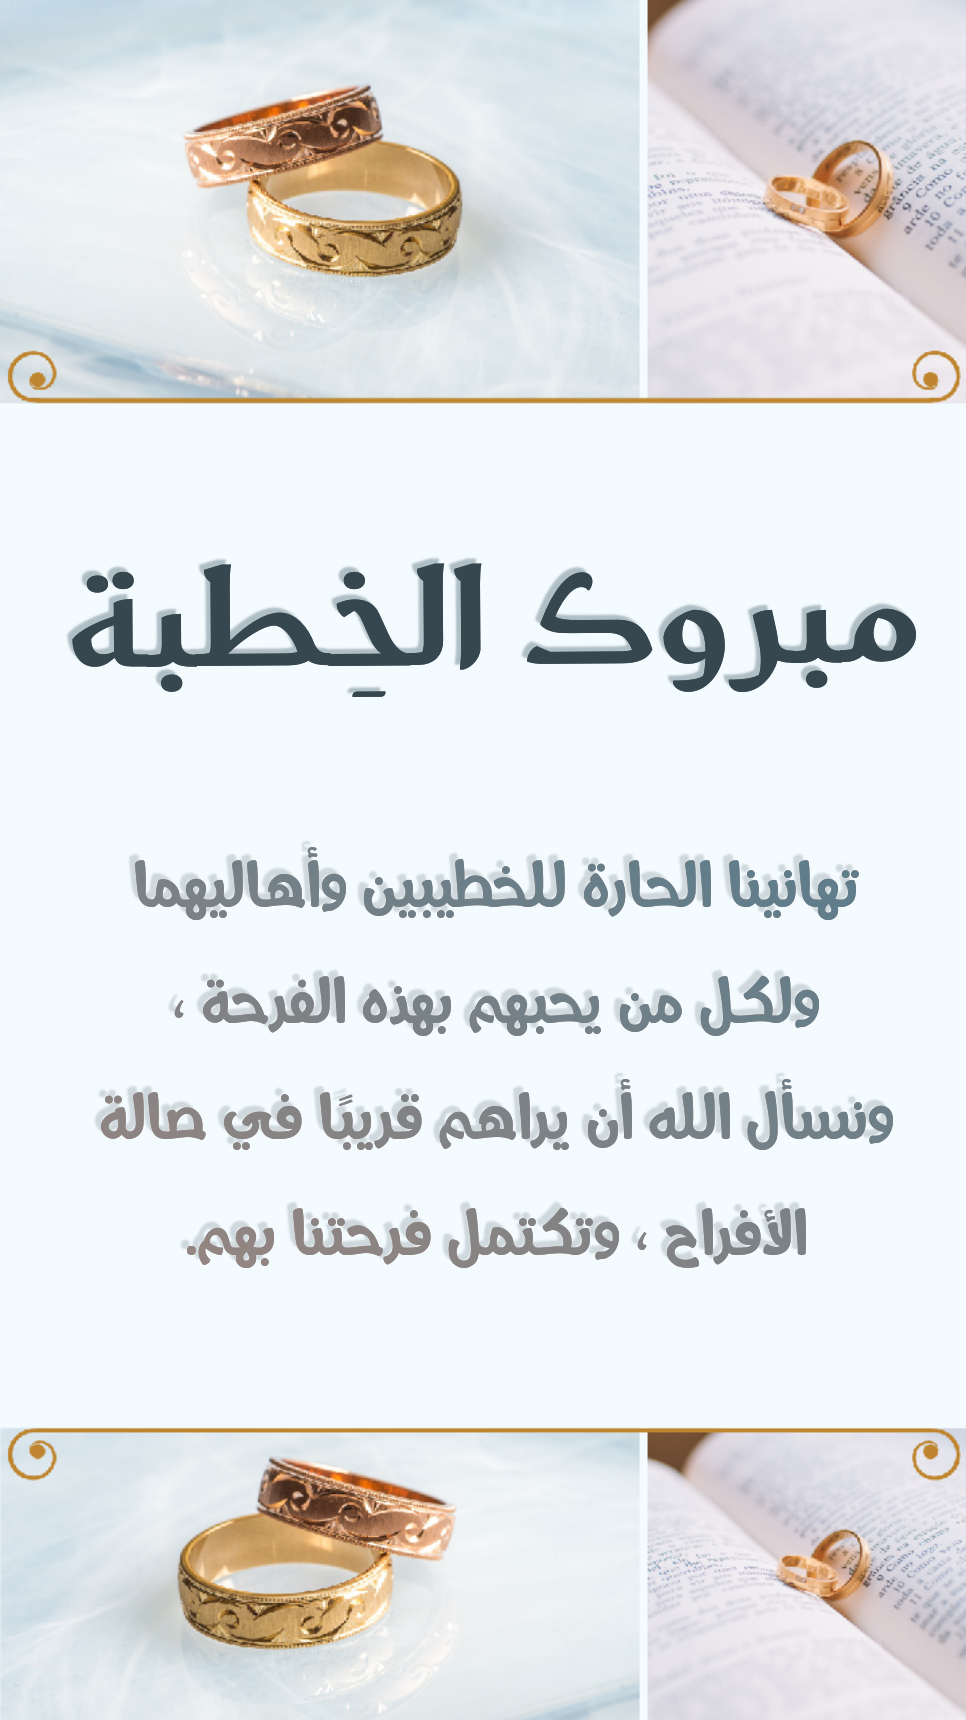 مبروك الخِطبة
تهانينا الحارة للخطيبين وأهاليهما
ولكل من يحبهم بهذه الفرحة ،
ونسأل الله أن يراهم قريبًا في صالة
الأفراح ، وتكتمل فرحتنا بهم.